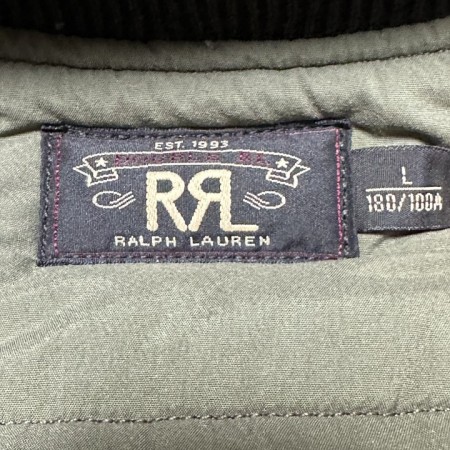 EST. 1993
RRL
RALPH LAUREN
L
180/100A